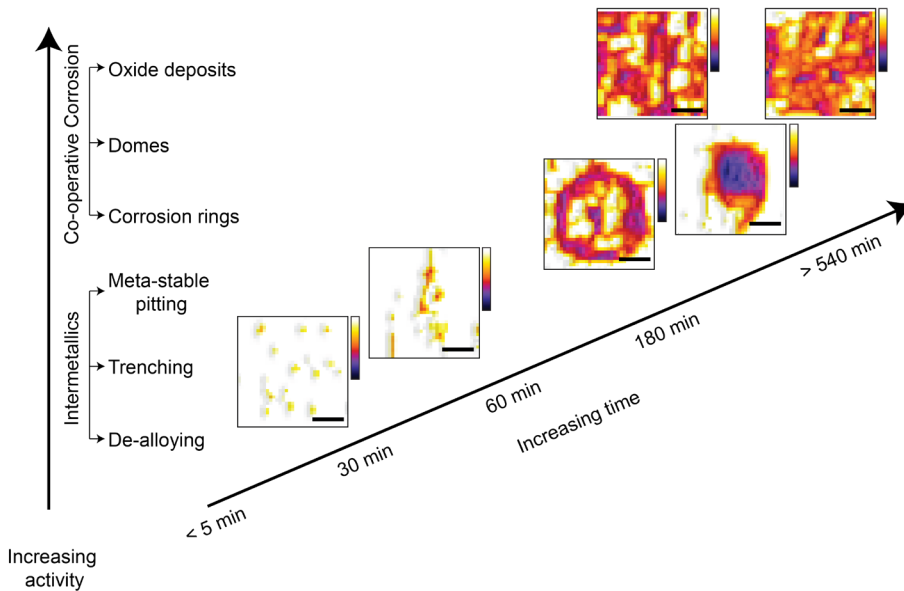 Co-operative Corrosion
Oxide deposits
Domes
Corrosion rings
Intermetallics
Meta-stable
pitting
Trenching
De-alloying
Increasing
activity
< 5 min
30 min
60 min
180 min
> 540 min
Increasing time